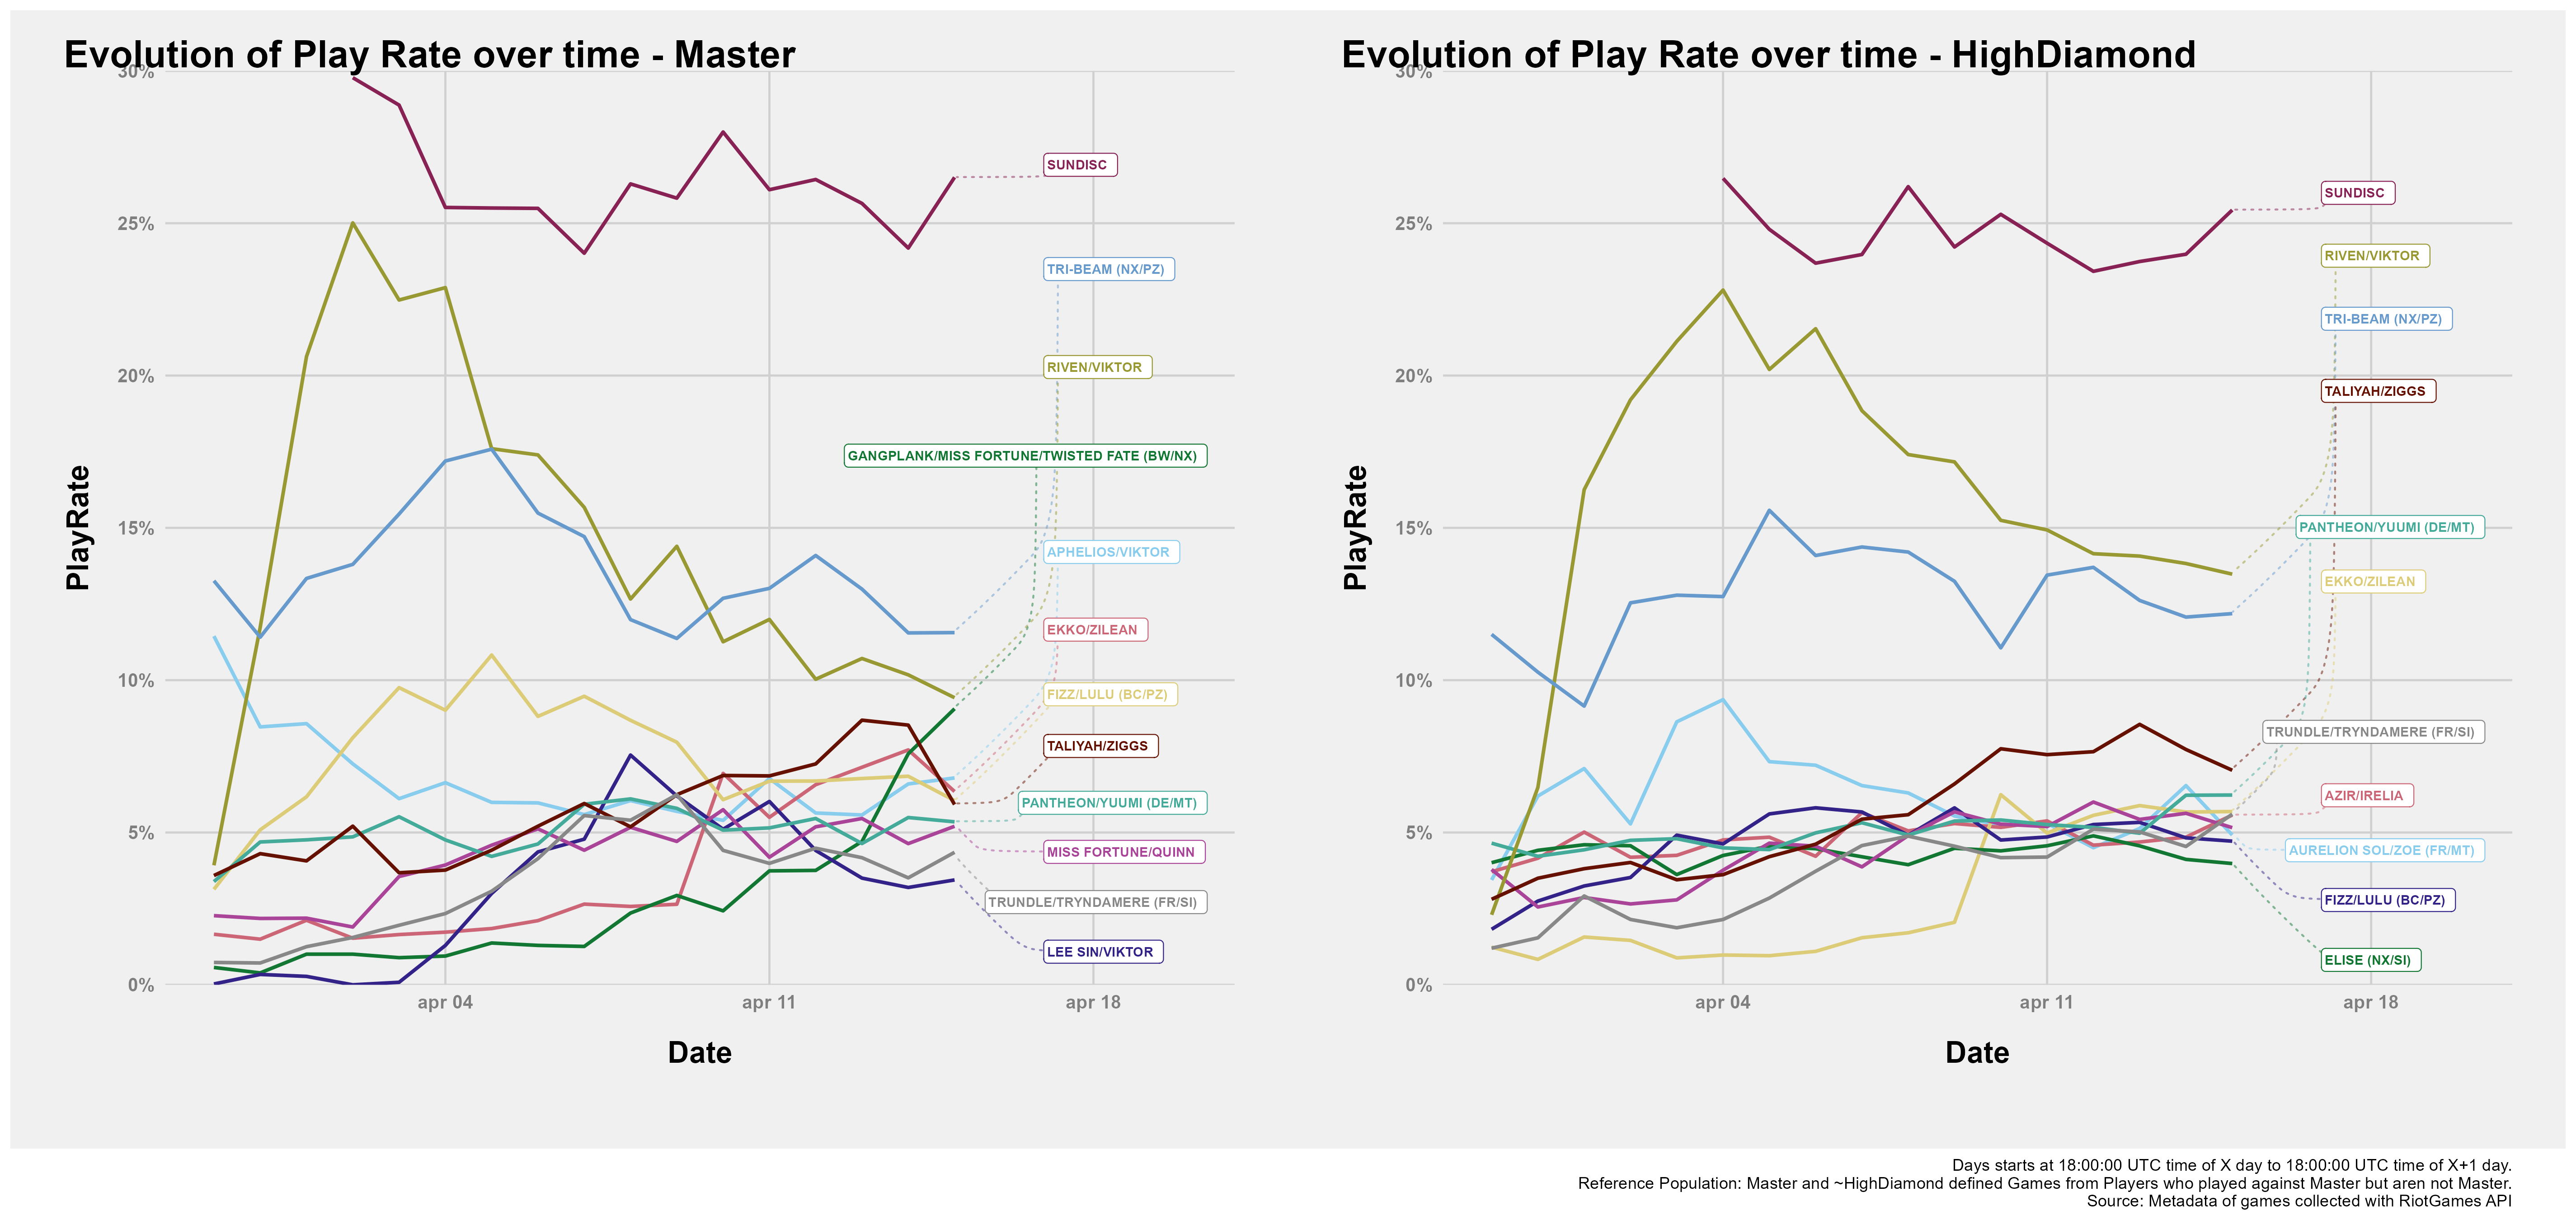 Evolution of Play Rate over time - Master
30%
25%
20%
15%
10%
5%
0%
PlayRate
SUNDISC
TRI-BEAM (NX/PZ)
RIVEN/VIKTOR
GANGPLANK/MISS FORTUNE/TWISTED FATE (BW/NX)
APHELIOS/VIKTOR
EKKO/ZILEAN
FIZZ/LULU (BC/PZ)
TALIYAH/ZIGGS
PANTHEON/YUUMI (DE/MT)
MISS FORTUNE/QUINN
TRUNDLE/TRYNDAMERE (FR/SI)
LEE SIN/VIKTOR
apr 04
apr 11
apr 18
Date
Evolution of Play Rate over time - HighDiamond
30%
25%
20%
15%
10%
5%
0%
PlayRate
SUNDISC
RIVEN/VIKTOR
TRI-BEAM (NX/PZ)
TALIYAH/ZIGGS
PANTHEON/YUUMI (DE/MT)
EKKO/ZILEAN
TRUNDLE/TRYNDAMERE (FR/SI)
AZIR/IRELIA
AURELION SOL/ZOE (FR/MT)
FIZZ/LULU (BC/PZ)
ELISE (NX/SI)
apr 04
apr 11
apr 18
Date
Days starts at 18:00:00 UTC time of X day to 18:00:00 UTC time of X+1 day.
Reference Population: Master and ~HighDiamond defined Games from Players who played against Master but aren not Master.
Source: Metadata of games collected with RiotGames API